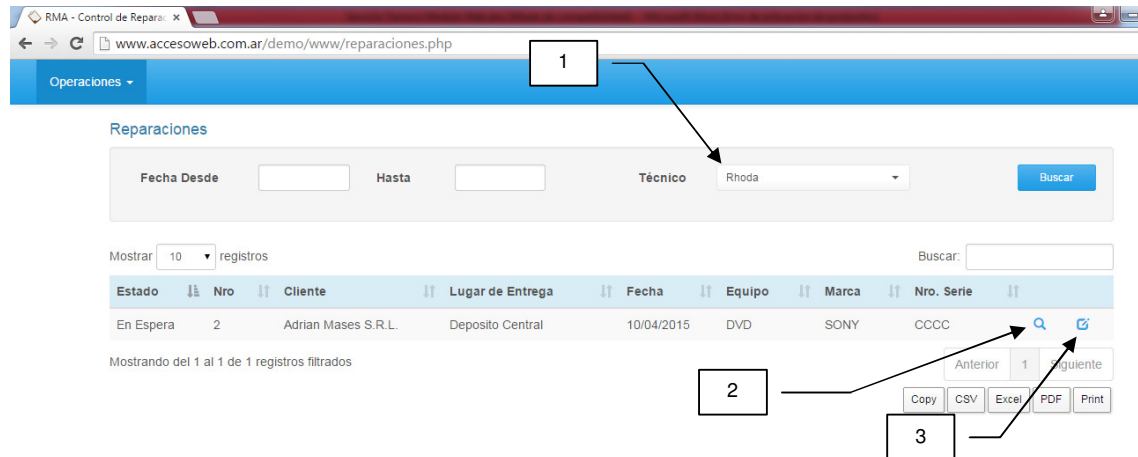 RMA - Control de Reparac
www.accesoweb.com.ar/demo/www/reparaciones.php
1
Operaciones
Reparaciones
Fecha Desde Hasta Técnico Rhoda Buscar
Mostrar 10 registros Buscar:
Estado Nro Cliente Lugar de Entrega Fecha Equipo Marca Nro. Serie
En Espera 2 Adrian Mases S.R.L. Deposito Central 10/04/2015 DVD SONY CCCC
Mostrando del 1 al 1 de 1 registros filtrados Anterior 1 Siguiente
2
Copy CSV Excel PDF Print
3